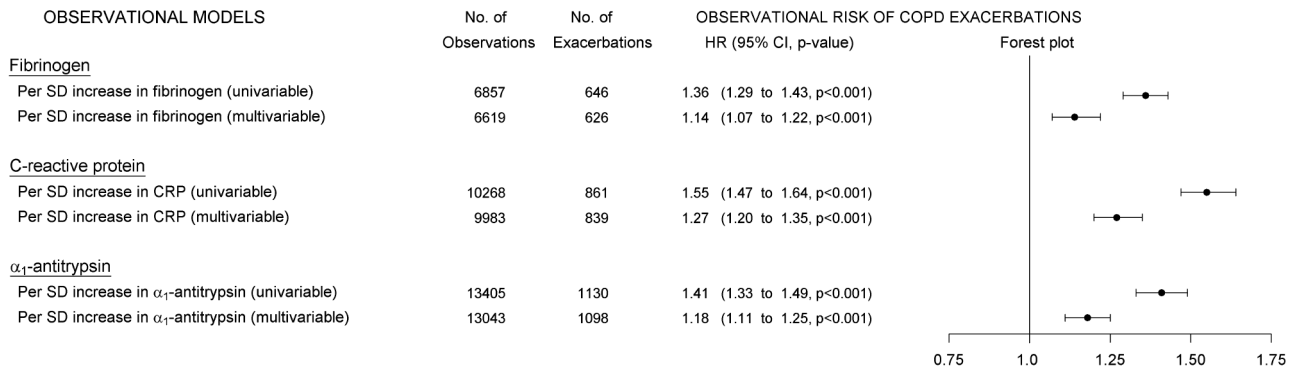 OBSERVATIONAL MODELS No. of Observations No. of Exacerbations OBSERVATIONAL RISK OF COPD EXACERBATIONS
HR (95% CI, p-value) Forest plot
Fibrinogen
Per SD increase in fibrinogen (univariable) 6857 646 1.36 (1.29 to 1.43, p<0.001)
Per SD increase in fibrinogen (multivariable) 6619 626 1.14 (1.07 to 1.22, p<0.001)
C-reactive protein
Per SD increase in CRP (univariable) 10268 861 1.55 (1.47 to 1.64, p<0.001)
Per SD increase in CRP (multivariable) 9983 839 1.27 (1.20 to 1.35, p<0.001)
α₁-antitrypsin
Per SD increase in α₁-antitrypsin (univariable) 13405 1130 1.41 (1.33 to 1.49, p<0.001)
Per SD increase in α₁-antitrypsin (multivariable) 13043 1098 1.18 (1.11 to 1.25, p<0.001)
0.75 1.0 1.25 1.50 1.75